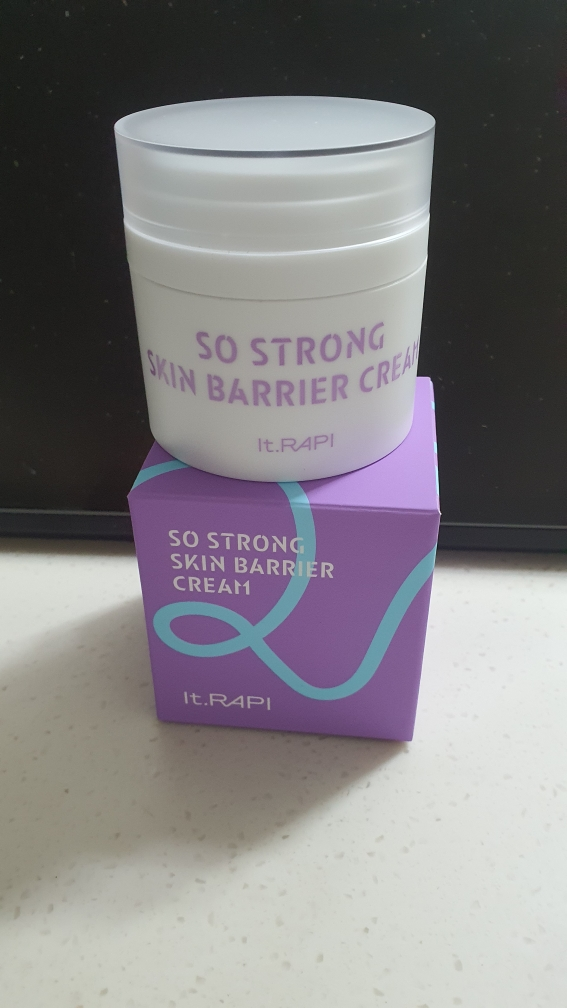 SO STRONG
SKIN BARRIER CREAM
It.RAPI
SO STRONG
SKIN BARRIER
CREAM
It.RAPI